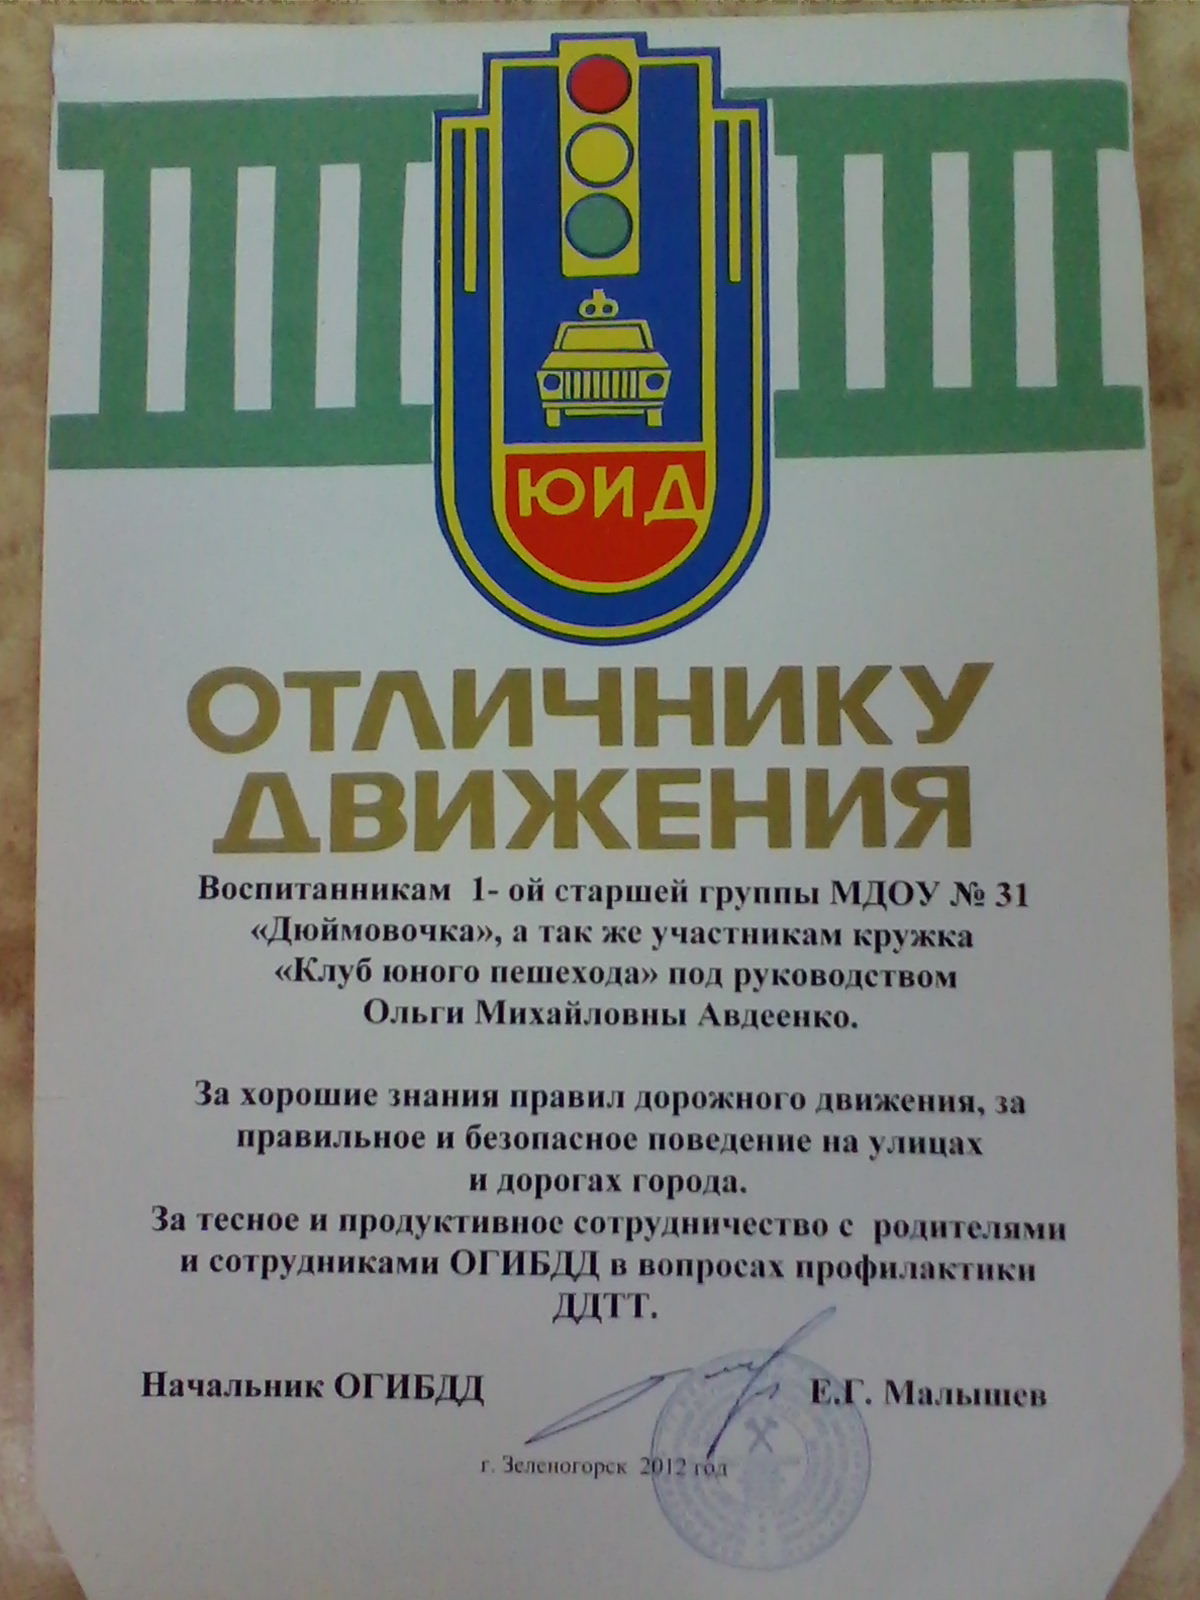 ЮИД
ОТЛИЧНИКУ
ДВИЖЕНИЯ
Воспитанникам 1- ой старшей группы МДОУ № 31
«Дюймовочка», а так же участникам кружка
«Клуб юного пешехода» под руководством
Ольги Михайловны Авдеенко.
За хорошие знания правил дорожного движения, за
правильное и безопасное поведение на улицах
и дорогах города.
За тесное и продуктивное сотрудничество с родителями
и сотрудниками ОГИБДД в вопросах профилактики
ДДТТ.
Начальник ОГИБДД Е.Г. Малышев
г. Зеленогорск 2012 год